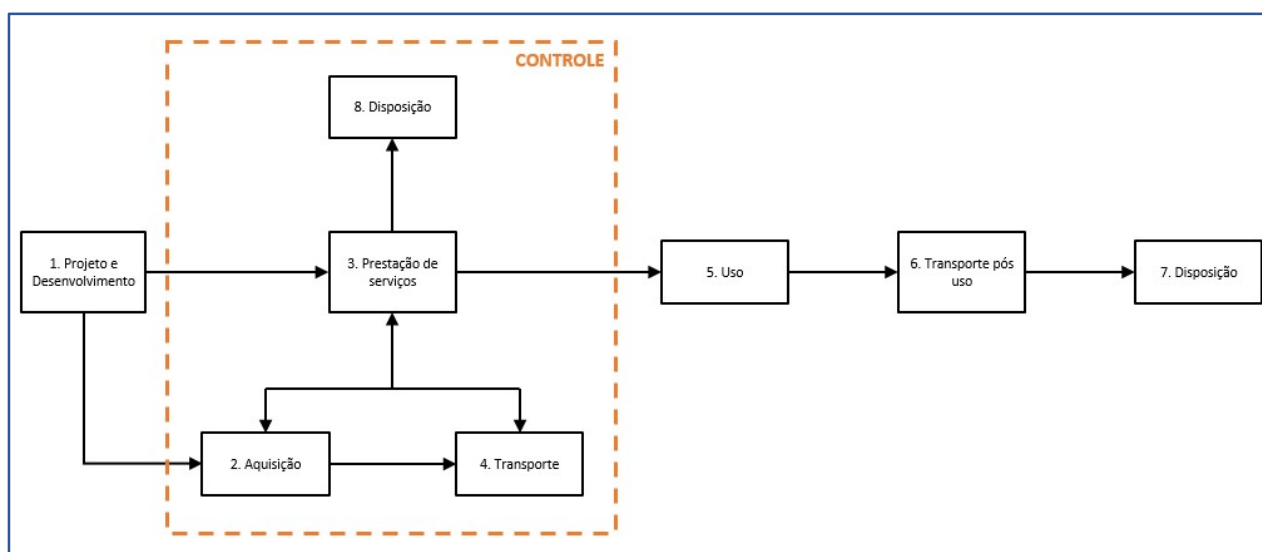 CONTROLE
8. Disposição
1. Projeto e
Desenvolvimento
3. Prestação de
serviços
5. Uso
6. Transporte pós
uso
7. Disposição
2. Aquisição
4. Transporte